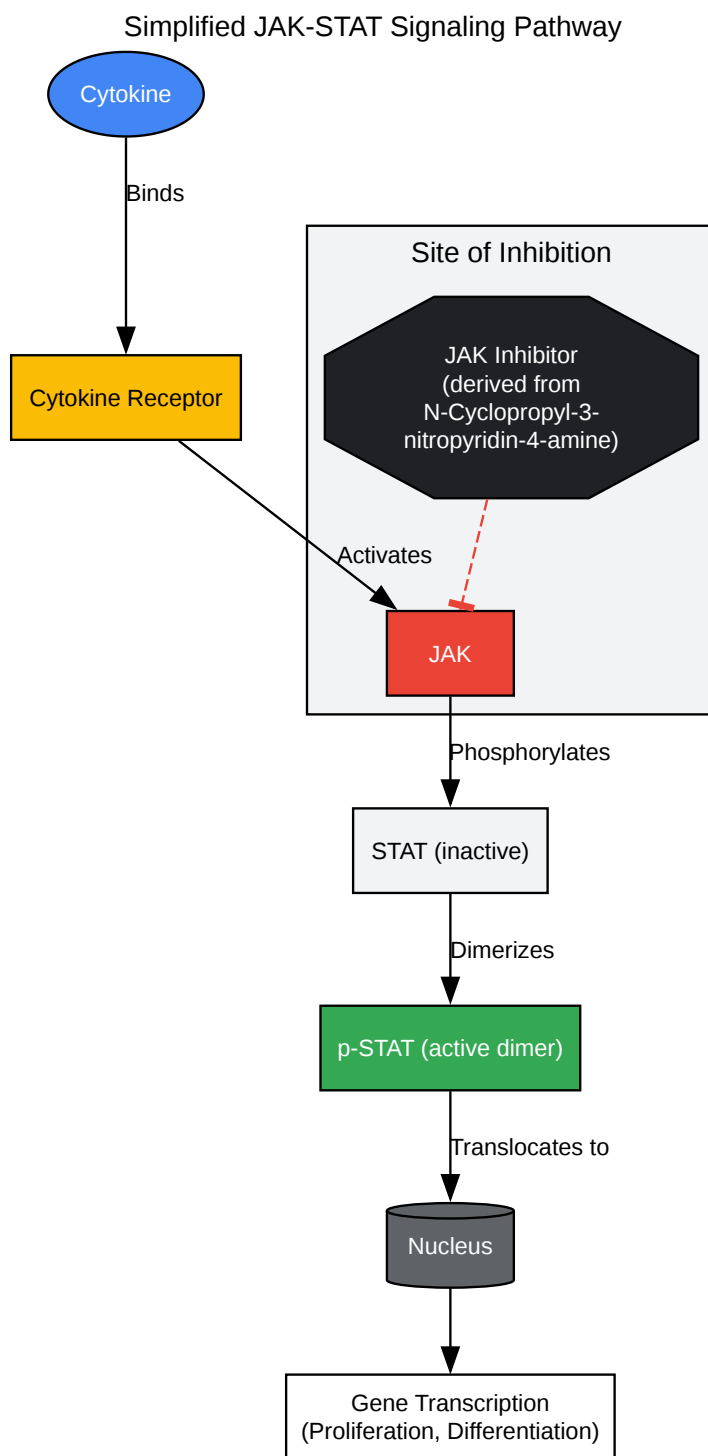 Simplified JAK-STAT Signaling Pathway
Cytokine
Binds
Site of Inhibition
JAK Inhibitor
(derived from
N-Cyclopropyl-3-
nitropyridin-4-amine)
Cytokine Receptor
Activates
JAK
Phosphorylates
STAT (inactive)
Dimerizes
p-STAT (active dimer)
Translocates to
Nucleus
Gene Transcription
(Proliferation, Differentiation)